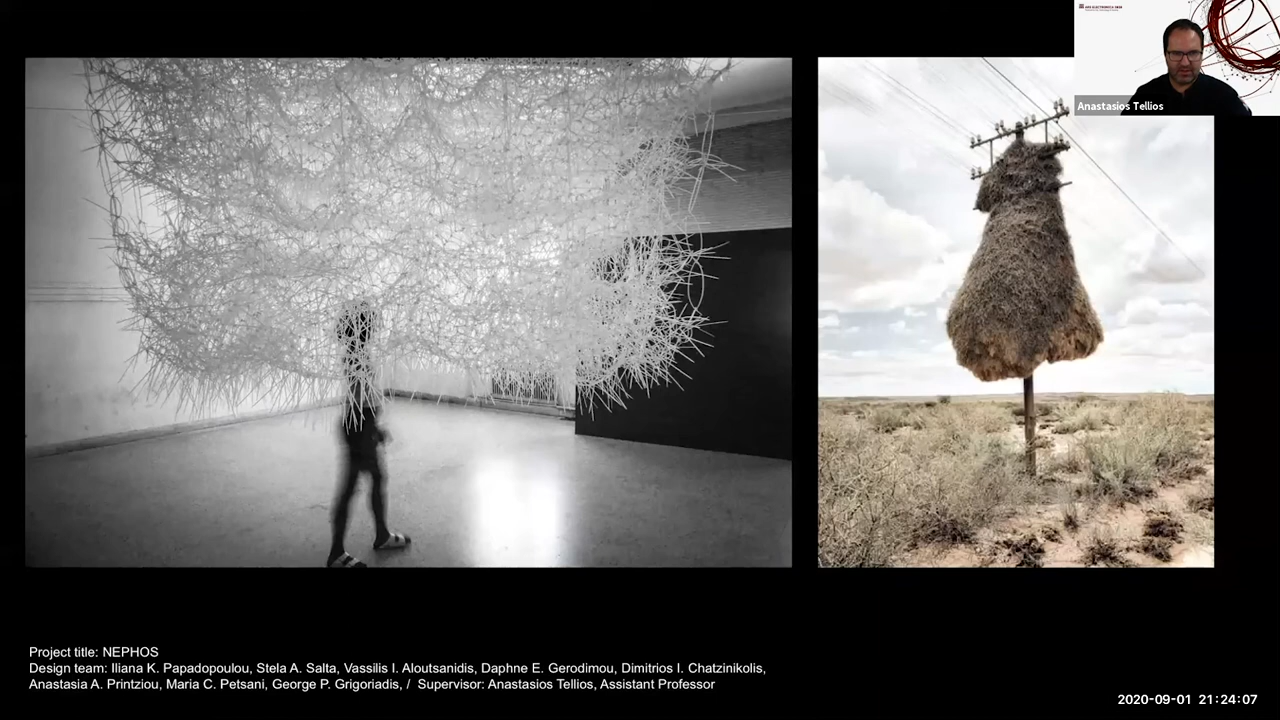 Anastasios Tellios
Project title: NEPHOS
Design team: Iliana K. Papadopoulou, Stela A. Salta, Vassilis I. Aloutsanidis, Daphne E. Gerodimou, Dimitrios I. Chatzinikolis,
Anastasia A. Printziou, Maria C. Petsani, George P. Grigoriadis, / Supervisor: Anastasios Tellios, Assistant Professor
2020-09-01 21:24:07